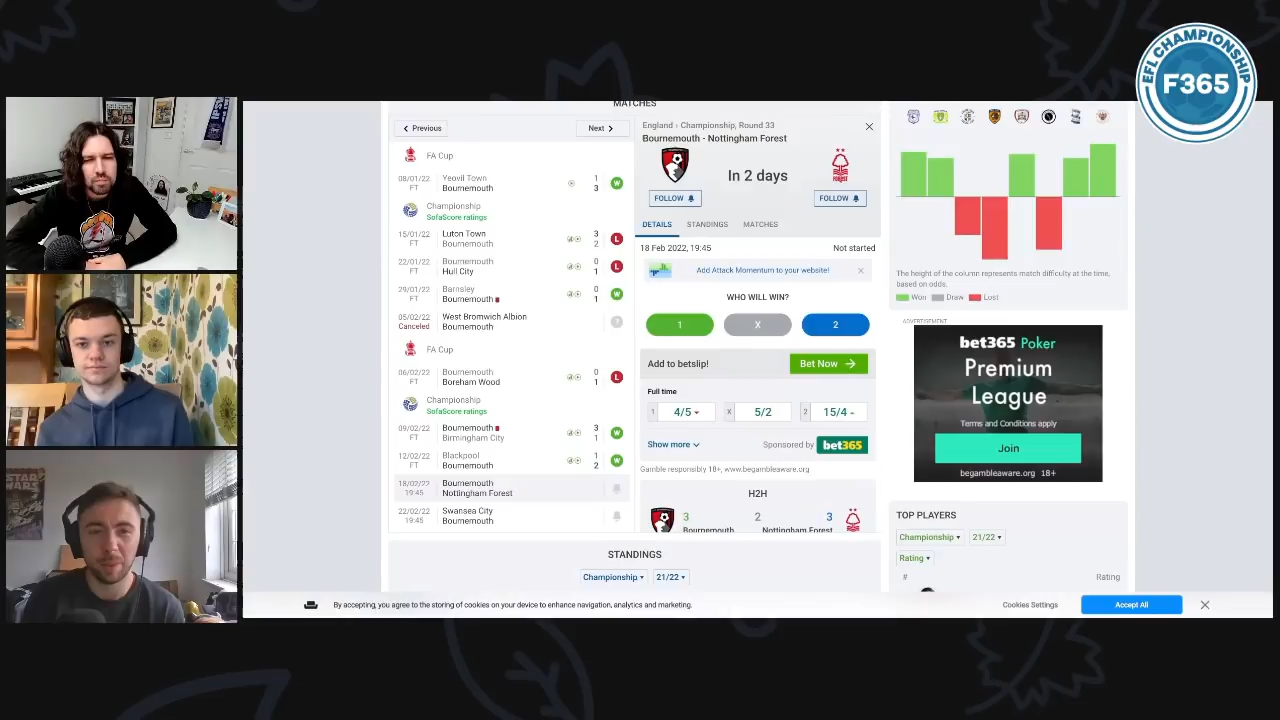 EFL CHAMPIONSHIP
F365
MATCHES
Previous
Next
FA Cup
08/01/22 Yeovil Town 1
FT Bournemouth 3
W
Championship
SofaScore ratings
15/01/22 Luton Town 3
FT Bournemouth 2
L
22/01/22 Bournemouth 0
FT Hull City 1
L
29/01/22 Barnsley 0
FT Bournemouth 1
W
05/02/22 West Bromwich Albion
Canceled Bournemouth
?
FA Cup
06/02/22 Bournemouth 0
FT Boreham Wood 1
L
Championship
SofaScore ratings
09/02/22 Bournemouth 3
FT Birmingham City 1
W
12/02/22 Blackpool 1
FT Bournemouth 2
W
18/02/22 Bournemouth
19:45 Nottingham Forest
22/02/22 Swansea City
19:45 Bournemouth
England › Championship, Round 33
Bournemouth - Nottingham Forest
In 2 days
FOREST
FOLLOW
FOLLOW
DETAILS STANDINGS MATCHES
18 Feb 2022, 19:45 Not started
Add Attack Momentum to your website!
WHO WILL WIN?
1 X 2
Add to betslip! Bet Now
Full time
1 4/5 X 5/2 2 15/4
Show more Sponsored by bet365
Gamble responsibly 18+, www.begambleaware.org
H2H
3 2 3
Bournemouth Nottingham Forest
STANDINGS
Championship 21/22
The height of the column represents match difficulty at the time,
based on odds.
Won Draw Lost
ADVERTISEMENT
bet365 Poker
Premium
League
Terms and Conditions apply
Join
begambleaware.org 18+
TOP PLAYERS
Championship 21/22
Rating
# Rating
By accepting, you agree to the storing of cookies on your device to enhance navigation, analytics and marketing.
Cookies Settings
Accept All
STAR
WARS